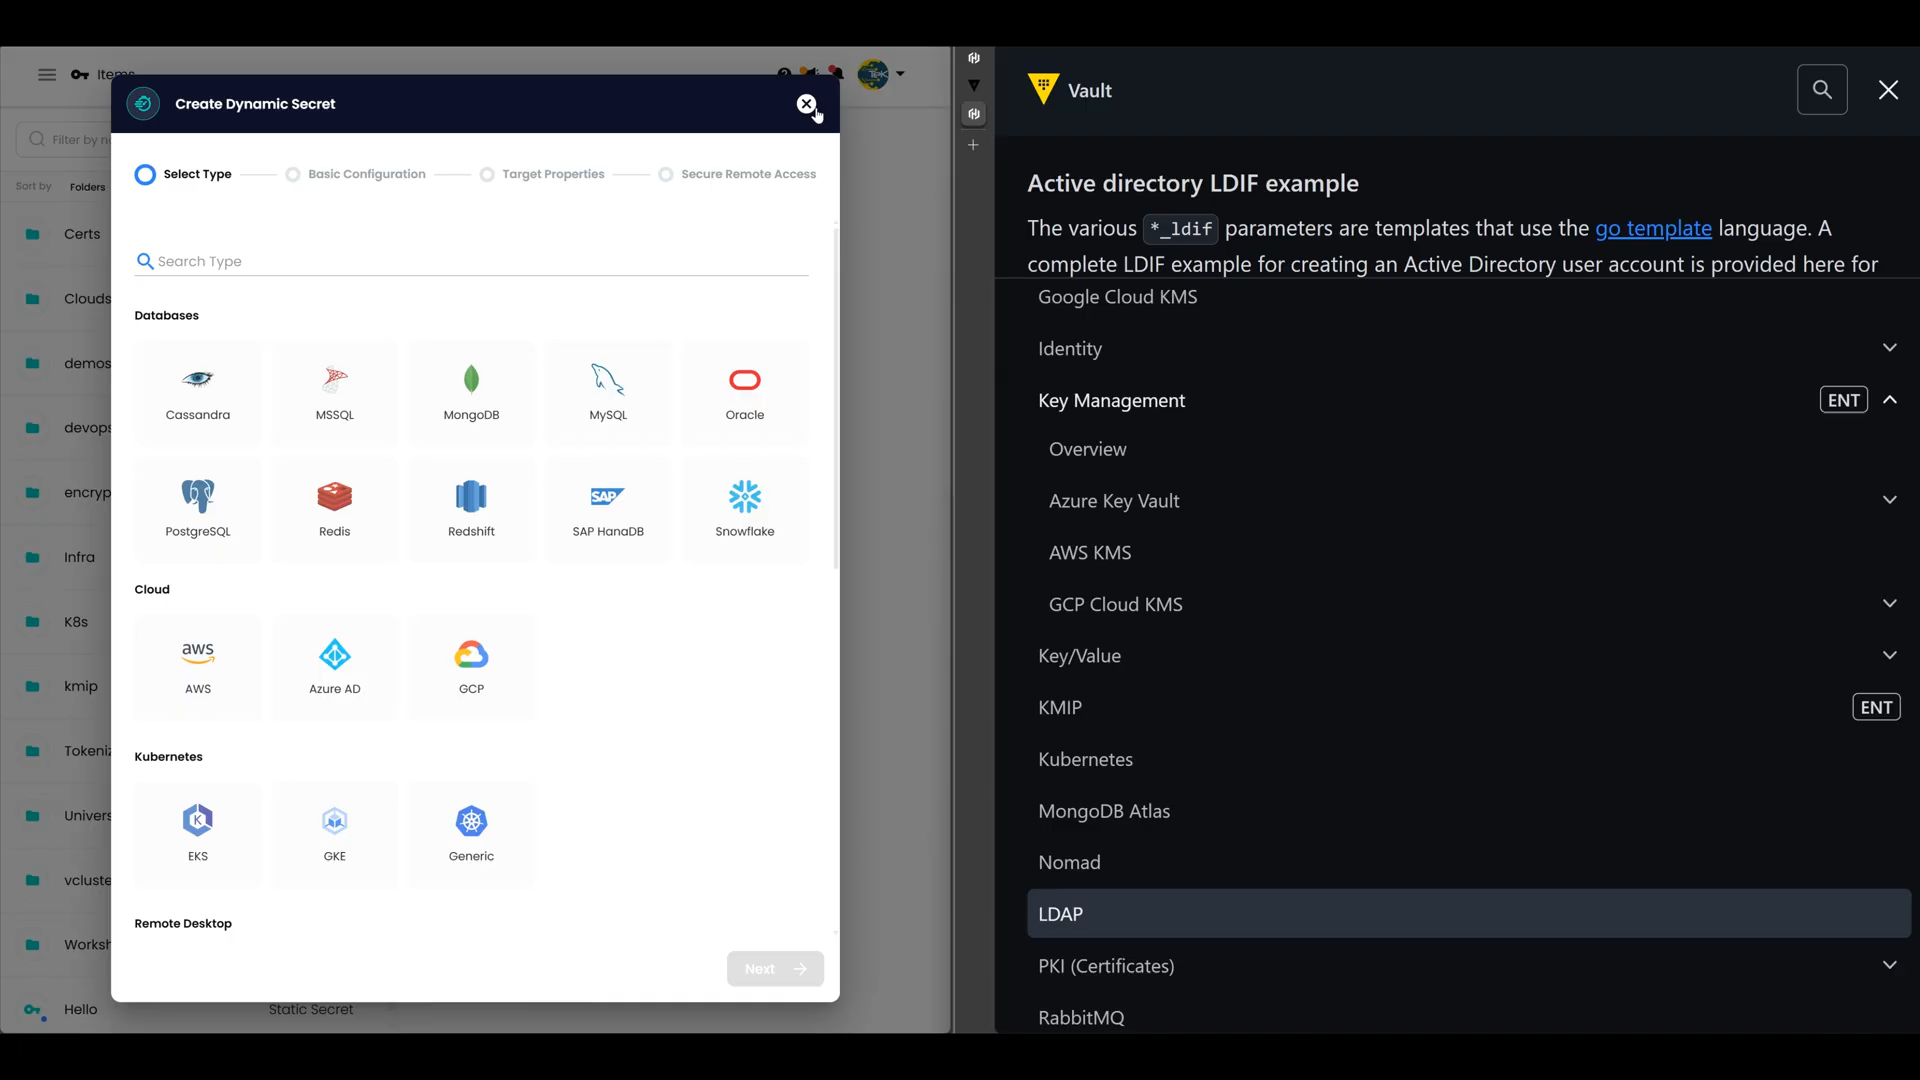 Items
Create Dynamic Secret
Filter by n
Sort by Folders
Certs
Clouds
demos
devops
encryp
Infra
K8s
kmip
Tokeniz
Univers
vcluste
Worksh
Hello
Static Secret
Select Type
Basic Configuration
Target Properties
Secure Remote Access
Search Type
Databases
Cassandra
MSSQL
MongoDB
MySQL
Oracle
PostgreSQL
Redis
Redshift
SAP
SAP HanaDB
Snowflake
Cloud
aws
AWS
Azure AD
GCP
Kubernetes
K
EKS
GKE
Generic
Remote Desktop
Next
Vault
Active directory LDIF example
The various *_ldif parameters are templates that use the go template language. A
complete LDIF example for creating an Active Directory user account is provided here for
Google Cloud KMS
Identity
Key Management ENT
Overview
Azure Key Vault
AWS KMS
GCP Cloud KMS
Key/Value
KMIP ENT
Kubernetes
MongoDB Atlas
Nomad
LDAP
PKI (Certificates)
RabbitMQ